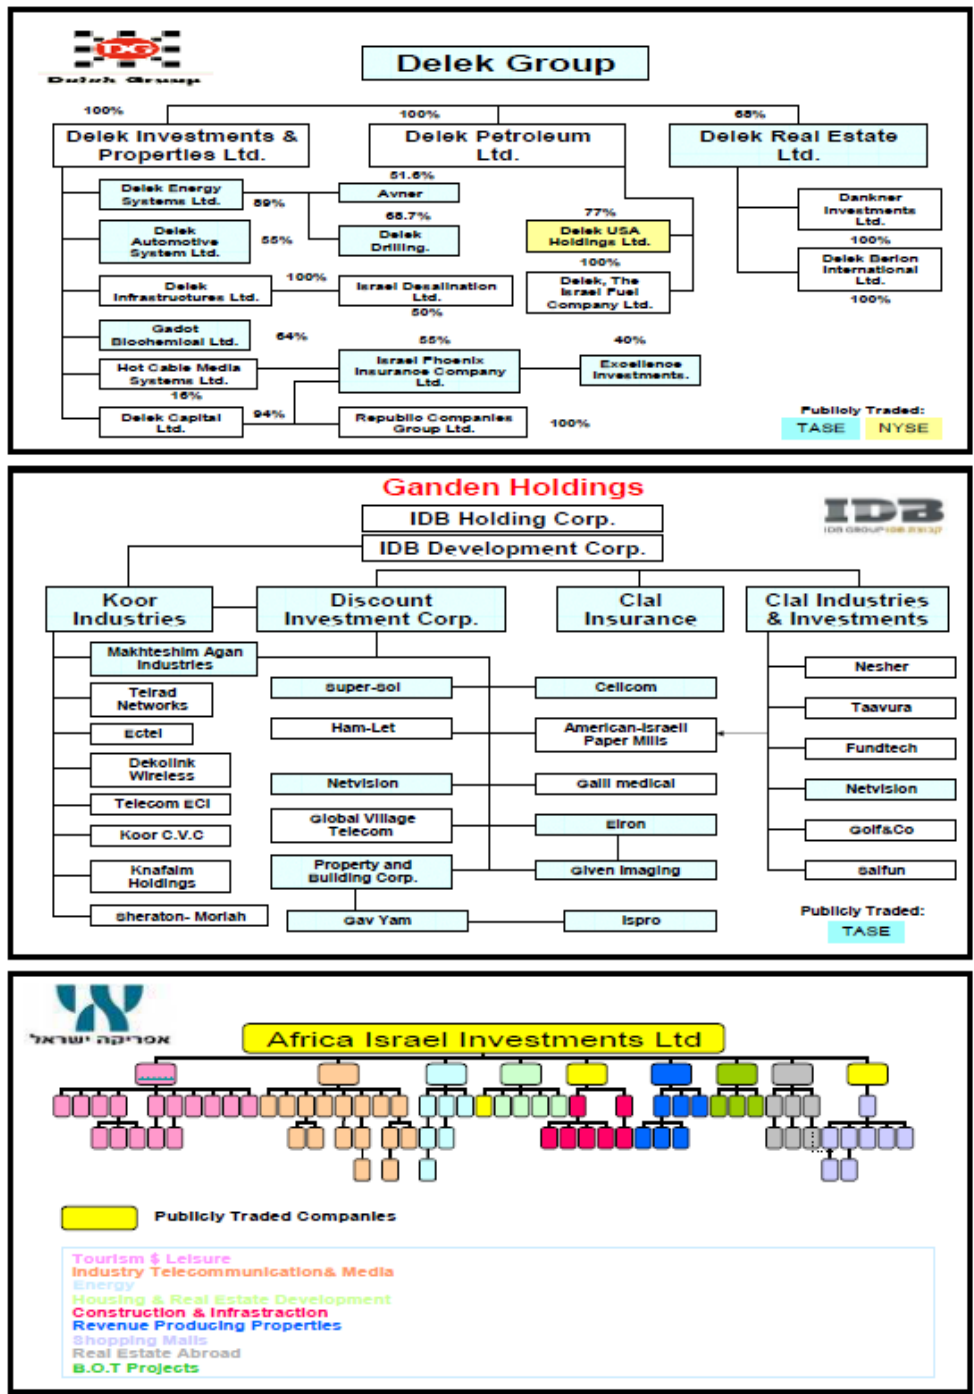 IDG
Delek Group
Delek Group
100%
100%
68%
Delek Investments &
Properties Ltd.
Delek Petroleum
Ltd.
Delek Real Estate
Ltd.
Delek Energy
Systems Ltd.
89%
51.6%
Avner
68.7%
Delek
Drilling.
Delek
Automotive
System Ltd.
55%
77%
Delek USA
Holdings Ltd.
100%
Delek, The
Israel Fuel
Company Ltd.
Dankner
Investments
Ltd.
100%
Delek Beron
International
Ltd.
100%
Delek
Infrastructures Ltd.
100%
Israel Desalination
Ltd.
50%
Gadot
Biochemical Ltd.
64%
55%
Israel Phoenix
Insurance Company
Ltd.
40%
Excellence
Investments.
Hot Cable Media
Systems Ltd.
16%
Delek Capital
Ltd.
94%
Republic Companies
Group Ltd.
100%
Publicly Traded:
TASE
NYSE
Ganden Holdings
IDB Holding Corp.
IDB Development Corp.
IDB
IDB GROUP קבוצת IDB
Koor
Industries
Discount
Investment Corp.
Clal
Insurance
Clal Industries
& Investments
Makhteshim Agan
Industries
Telrad
Networks
Ectel
Dekolink
Wireless
Telecom ECI
Koor C.V.C
Knafaim
Holdings
Sheraton- Moriah
Super-Sol
Ham-Let
Netvision
Global Village
Telecom
Property and
Building Corp.
Gav Yam
Cellcom
American-Israeli
Paper Mills
Galil medical
Elron
Given Imaging
Ispro
Nesher
Taavura
Fundtech
Netvision
Golf&Co
Saifun
Publicly Traded:
TASE
אפריקה ישראל
Africa Israel Investments Ltd
Publicly Traded Companies
Tourism $ Leisure
Industry Telecommunication& Media
Energy
Housing & Real Estate Development
Construction & Infrastraction
Revenue Producing Properties
Shopping Malls
Real Estate Abroad
B.O.T Projects